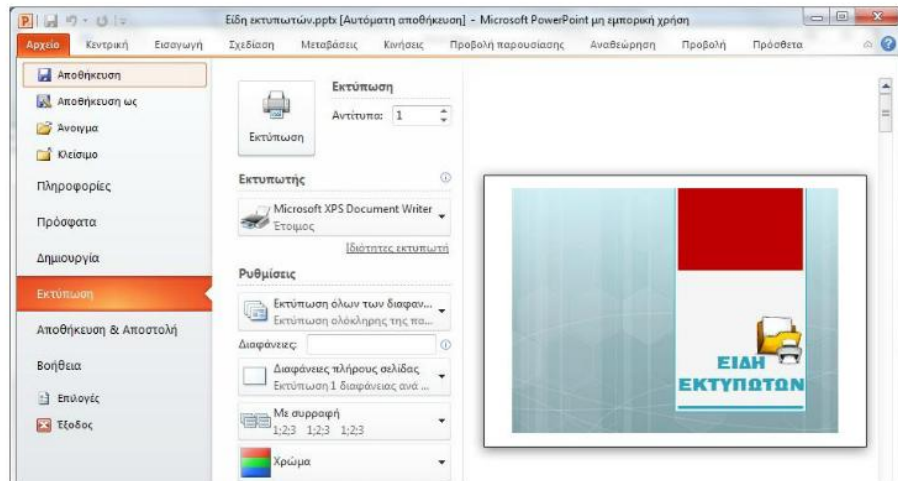 Είδη εκτυπωτών.pptx [Αυτόματη αποθήκευση] - Microsoft PowerPoint μη εμπορική χρήση
Αρχείο Κεντρική Εισαγωγή Σχεδίαση Μεταβάσεις Κινήσεις Προβολή παρουσίασης Αναθεώρηση Προβολή Πρόσθετα
Αποθήκευση
Αποθήκευση ως
Άνοιγμα
Κλείσιμο
Πληροφορίες
Πρόσφατα
Δημιουργία
Εκτύπωση
Αποθήκευση & Αποστολή
Βοήθεια
Επιλογές
Έξοδος
Εκτύπωση
Αντίτυπα: 1
Εκτύπωση
Εκτυπωτής
Microsoft XPS Document Writer
Έτοιμος
Ιδιότητες εκτυπωτή
Ρυθμίσεις
Εκτύπωση όλων των διαφαν...
Εκτύπωση ολόκληρης της πα...
Διαφάνειες:
Διαφάνειες πλήρους σελίδας
Εκτύπωση 1 διαφάνειας ανά ...
Με συρραφή
1;2;3 1;2;3 1;2;3
Χρώμα
ΕΙΔΗ
ΕΚΤΥΠΩΤΩΝ